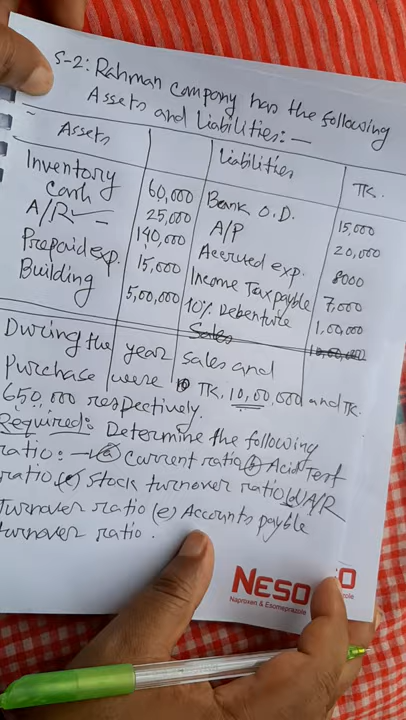 S-2: Rahman Company has the following
Assets and Liabilities:—
Assets Liabilities TK.
Inventory 60,000 Bank O.D. 15,000
Cash 25,000 A/P 20,000
A/R 140,000 Accrued exp. 8000
Prepaid exp. 15,000 Income Tax payable 7,000
Building 5,00,000 10% Debenture 1,00,000
Sales 10,00,000
During the year sales and
Purchase were TK. 10,00,000 and TK.
650,000 respectively.
Required: Determine the following
ratio:— (a) Current ratio (b) Acid Test
ratio (c) Stock turnover ratio (d) A/R
Turnover ratio (e) Accounts payble
turnover ratio.
NESO
Naproxen & Esomeprazole